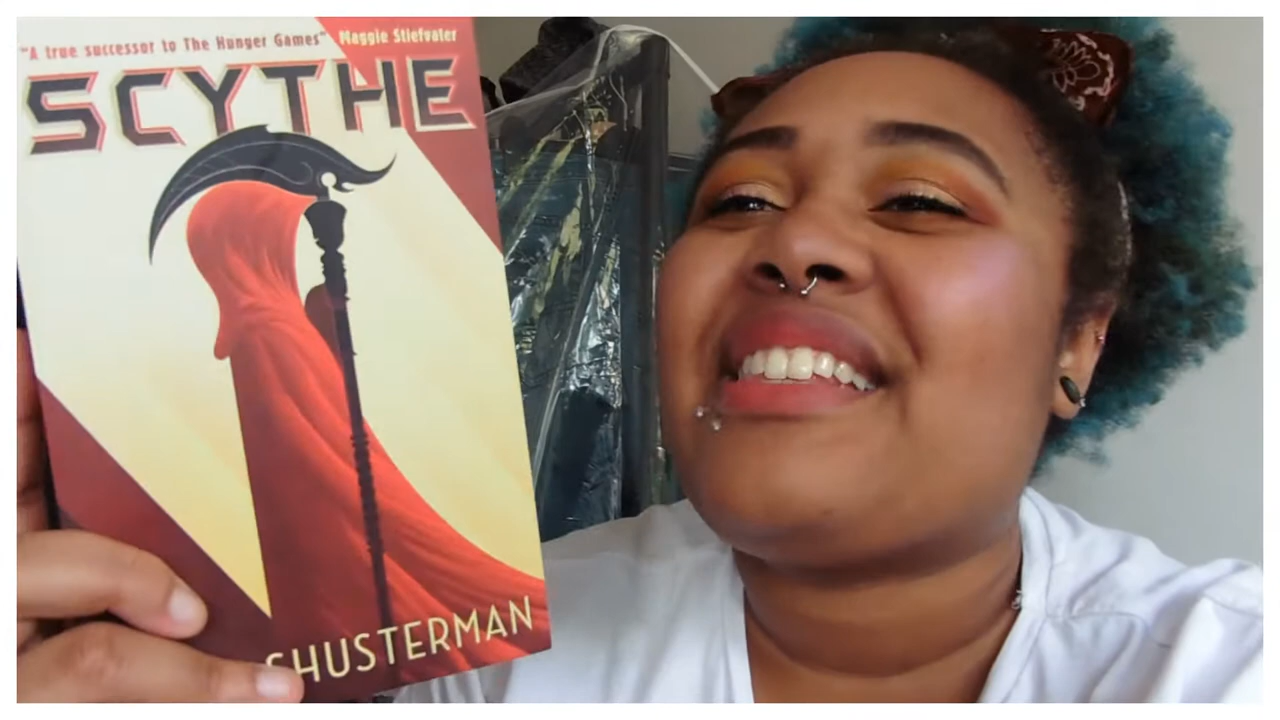 "A true successor to The Hunger Games" Maggie Stiefvater
SCYTHE
SHUSTERMAN